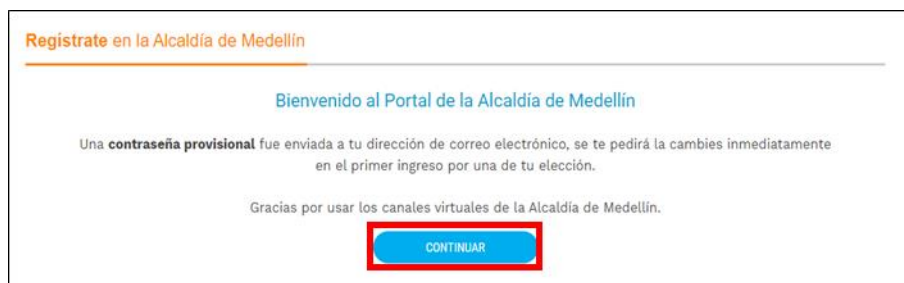 Regístrate en la Alcaldía de Medellín
Bienvenido al Portal de la Alcaldía de Medellín
Una contraseña provisional fue enviada a tu dirección de correo electrónico, se te pedirá la cambies inmediatamente
en el primer ingreso por una de tu elección.
Gracias por usar los canales virtuales de la Alcaldía de Medellín.
CONTINUAR